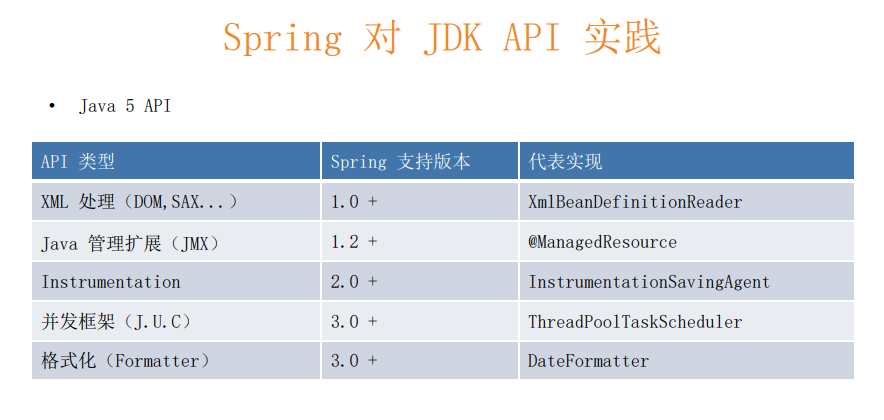 Spring 对 JDK API 实践
• Java 5 API
API 类型 Spring 支持版本 代表实现
XML 处理（DOM,SAX...） 1.0 + XmlBeanDefinitionReader
Java 管理扩展（JMX） 1.2 + @ManagedResource
Instrumentation 2.0 + InstrumentationSavingAgent
并发框架（J.U.C） 3.0 + ThreadPoolTaskScheduler
格式化（Formatter） 3.0 + DateFormatter